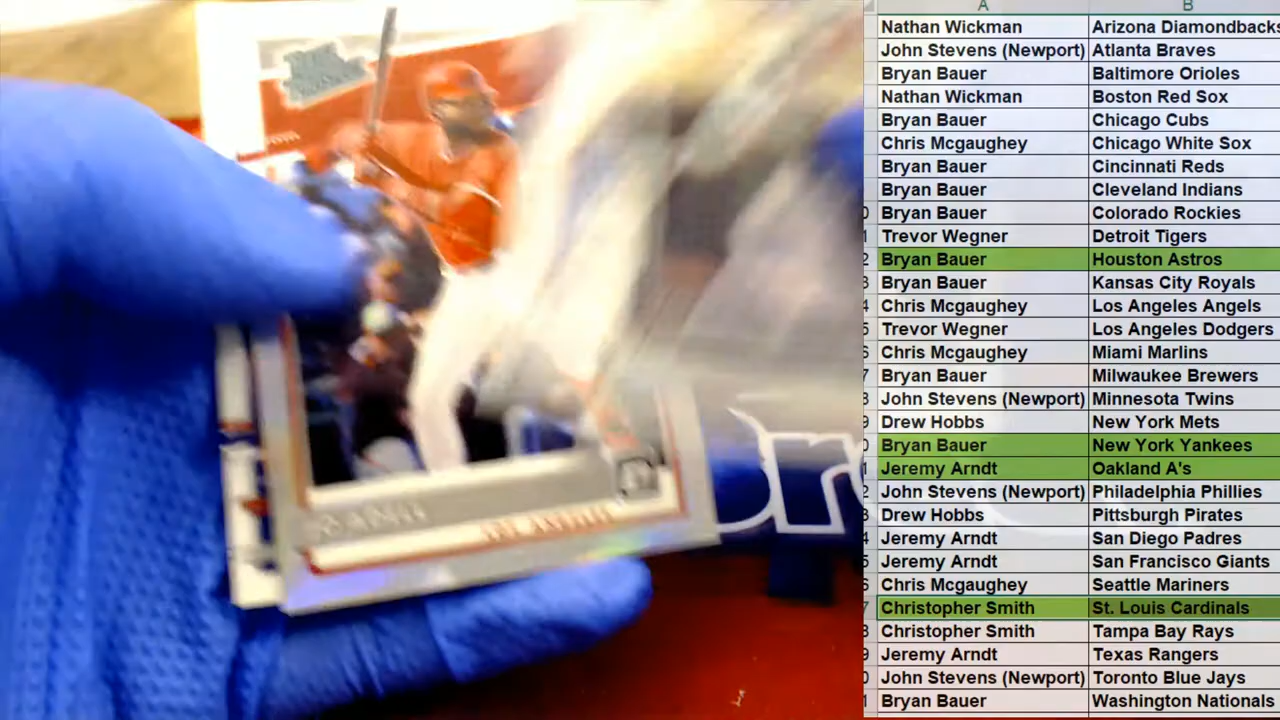 A B
Nathan Wickman Arizona Diamondbacks
John Stevens (Newport) Atlanta Braves
Bryan Bauer Baltimore Orioles
Nathan Wickman Boston Red Sox
Bryan Bauer Chicago Cubs
Chris Mcgaughey Chicago White Sox
Bryan Bauer Cincinnati Reds
Bryan Bauer Cleveland Indians
Bryan Bauer Colorado Rockies
Trevor Wegner Detroit Tigers
Bryan Bauer Houston Astros
Bryan Bauer Kansas City Royals
Chris Mcgaughey Los Angeles Angels
Trevor Wegner Los Angeles Dodgers
Chris Mcgaughey Miami Marlins
Bryan Bauer Milwaukee Brewers
John Stevens (Newport) Minnesota Twins
Drew Hobbs New York Mets
Bryan Bauer New York Yankees
Jeremy Arndt Oakland A's
John Stevens (Newport) Philadelphia Phillies
Drew Hobbs Pittsburgh Pirates
Jeremy Arndt San Diego Padres
Jeremy Arndt San Francisco Giants
Chris Mcgaughey Seattle Mariners
Christopher Smith St. Louis Cardinals
Christopher Smith Tampa Bay Rays
Jeremy Arndt Texas Rangers
John Stevens (Newport) Toronto Blue Jays
Bryan Bauer Washington Nationals